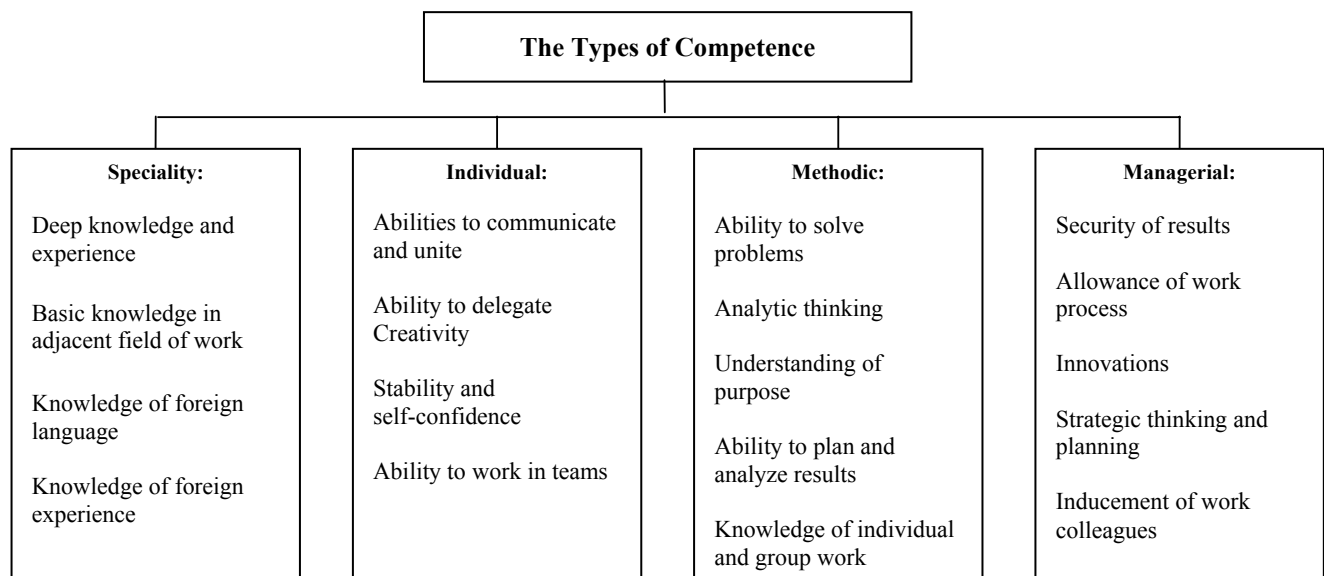 The Types of Competence
Speciality:
Deep knowledge and
experience
Basic knowledge in
adjacent field of work
Knowledge of foreign
language
Knowledge of foreign
experience
Individual:
Abilities to communicate
and unite
Ability to delegate
Creativity
Stability and
self-confidence
Ability to work in teams
Methodic:
Ability to solve
problems
Analytic thinking
Understanding of
purpose
Ability to plan and
analyze results
Knowledge of individual
and group work
Managerial:
Security of results
Allowance of work
process
Innovations
Strategic thinking and
planning
Inducement of work
colleagues